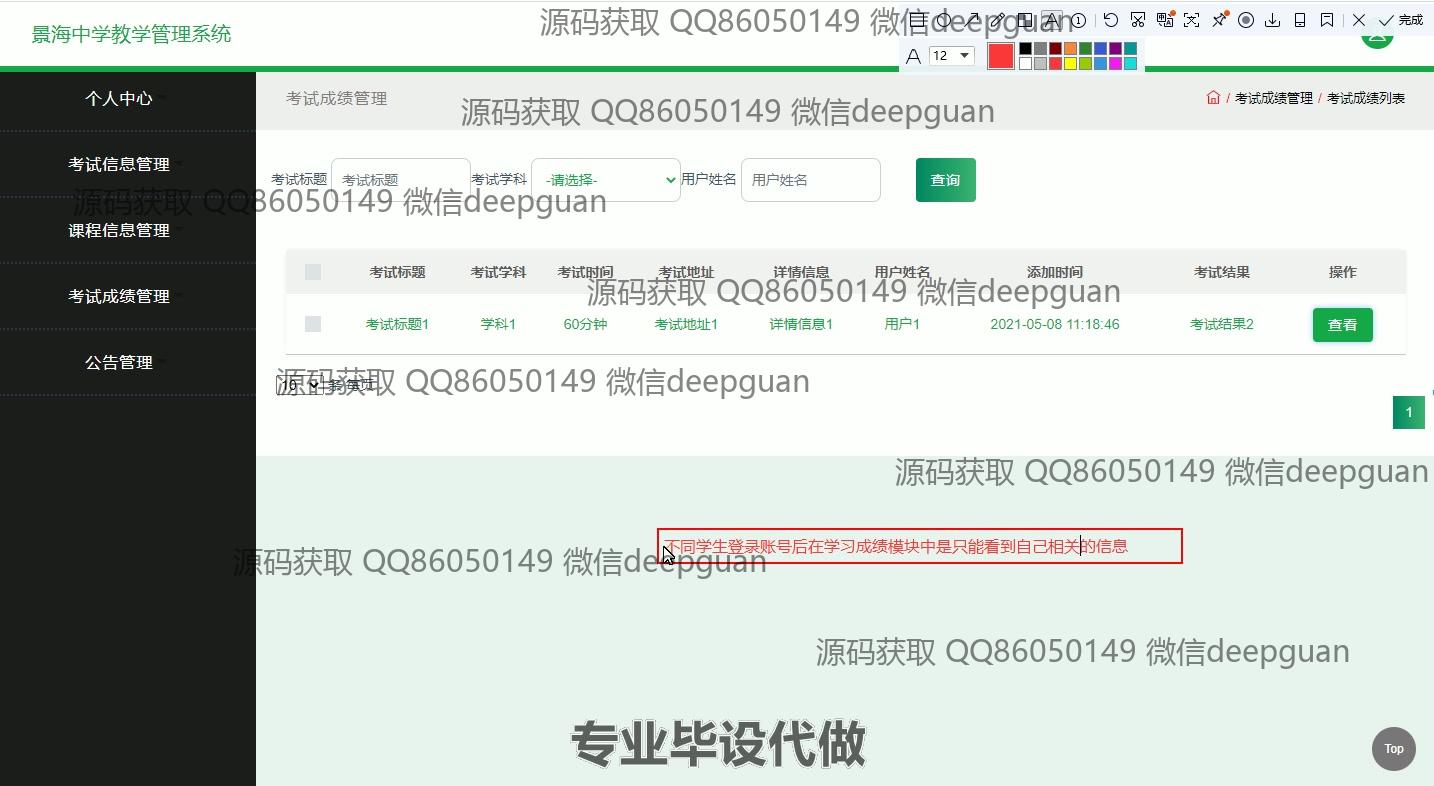 景海中学教学管理系统
源码获取 QQ86050149 微信deepguan
完成
A 12
个人中心
考试成绩管理
/ 考试成绩管理 / 考试成绩列表
源码获取 QQ86050149 微信deepguan
考试信息管理
考试标题 考试标题 考试学科 -请选择- 用户姓名 用户姓名 查询
源码获取 QQ86050149 微信deepguan
课程信息管理
考试标题 考试学科 考试时间 考试地址 详情信息 用户姓名 添加时间 考试结果 操作
源码获取 QQ86050149 微信deepguan
考试成绩管理
考试标题1 学科1 60分钟 考试地址1 详情信息1 用户1 2021-05-08 11:18:46 考试结果2 查看
公告管理
10 条 每页
源码获取 QQ86050149 微信deepguan
1
源码获取 QQ86050149 微信deepguan
不同学生登录账号后在学习成绩模块中是只能看到自己相关的信息
源码获取 QQ86050149 微信deepguan
源码获取 QQ86050149 微信deepguan
专业毕设代做
Top